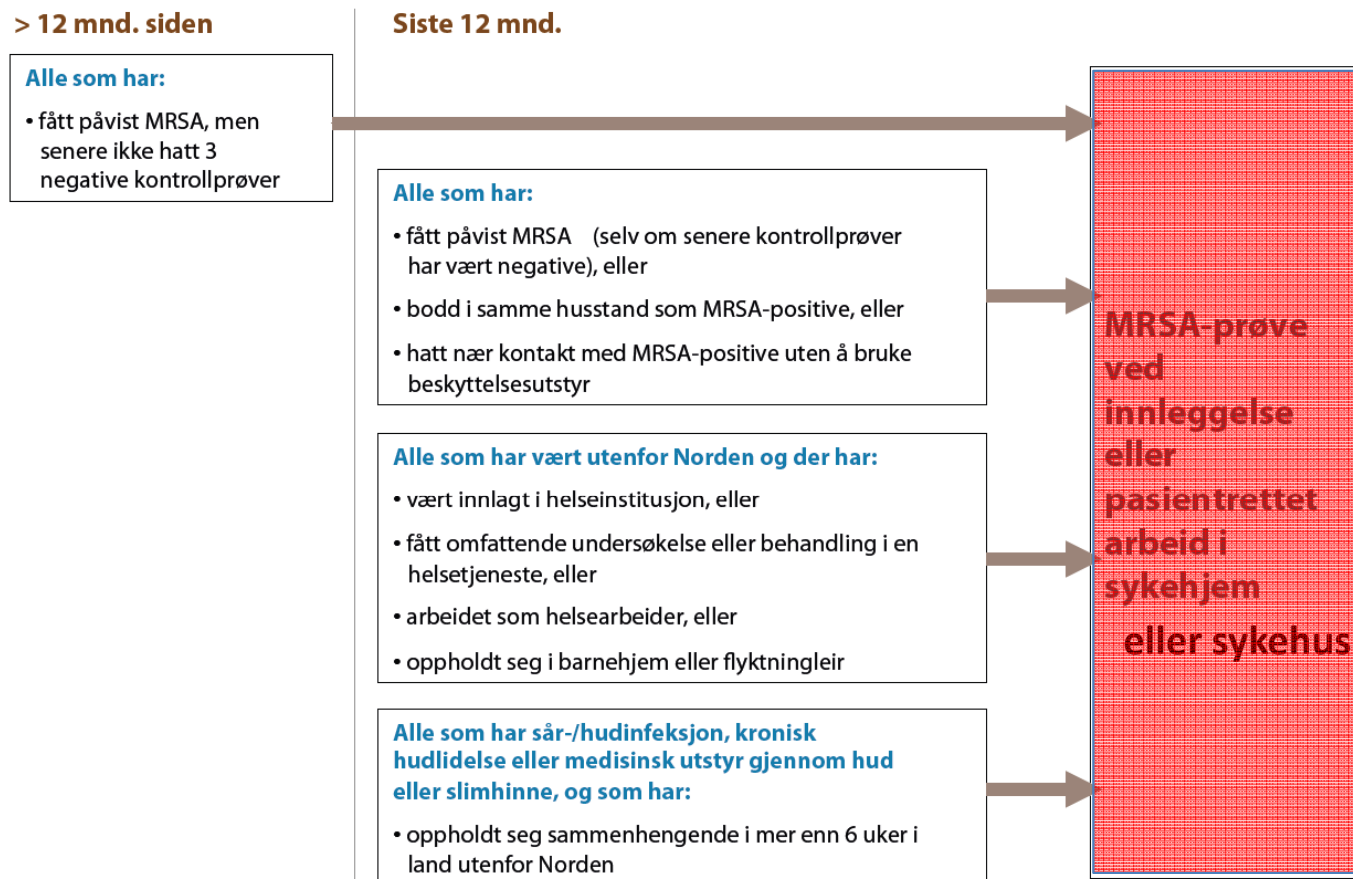 > 12 mnd. siden
Siste 12 mnd.
Alle som har:
• fått påvist MRSA, men
senere ikke hatt 3
negative kontrollprøver
Alle som har:
• fått påvist MRSA (selv om senere kontrollprøver
har vært negative), eller
• bodd i samme husstand som MRSA-positive, eller
• hatt nær kontakt med MRSA-positive uten å bruke
beskyttelsesutstyr
Alle som har vært utenfor Norden og der har:
• vært innlagt i helseinstitusjon, eller
• fått omfattende undersøkelse eller behandling i en
helsetjeneste, eller
• arbeidet som helsearbeider, eller
• oppholdt seg i barnehjem eller flyktningleir
Alle som har sår-/hudinfeksjon, kronisk
hudlidelse eller medisinsk utstyr gjennom hud
eller slimhinne, og som har:
• oppholdt seg sammenhengende i mer enn 6 uker i
land utenfor Norden
MRSA-prøve
ved
innleggelse
eller
pasientrettet
arbeid i
sykehjem
eller sykehus